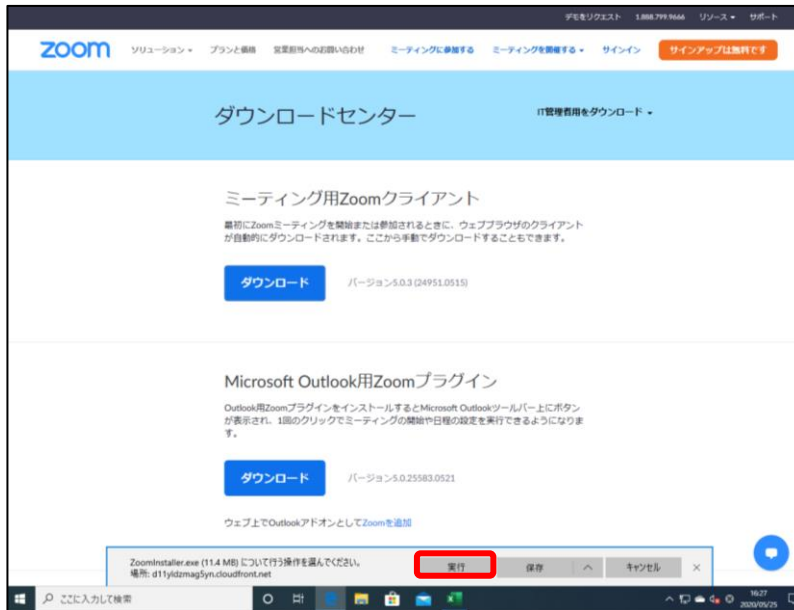 デモをリクエスト 1.888.799.9666 リソース サポート
zoom ソリューション プランと価格 営業担当へのお問い合わせ ミーティングに参加する ミーティングを開催する サインイン サインアップは無料です
ダウンロードセンター
IT管理者用をダウンロード
ミーティング用Zoomクライアント
最初にZoomミーティングを開始または参加されるときに、ウェブブラウザのクライアント
が自動的にダウンロードされます。ここから手動でダウンロードすることもできます。
ダウンロード バージョン5.0.3 (24951.0515)
Microsoft Outlook用Zoomプラグイン
Outlook用ZoomプラグインをインストールするとMicrosoft Outlookツールバー上にボタン
が表示され、1回のクリックでミーティングの開始や日程の設定を実行できるようになりま
す。
ダウンロード バージョン5.0.25583.0521
ウェブ上でOutlookアドオンとしてZoomを追加
ZoomInstaller.exe (11.4 MB) について行う操作を選んでください。
場所: d11yldzmag5yn.cloudfront.net
実行 保存 キャンセル
ここに入力して検索
16:27
2020/05/25